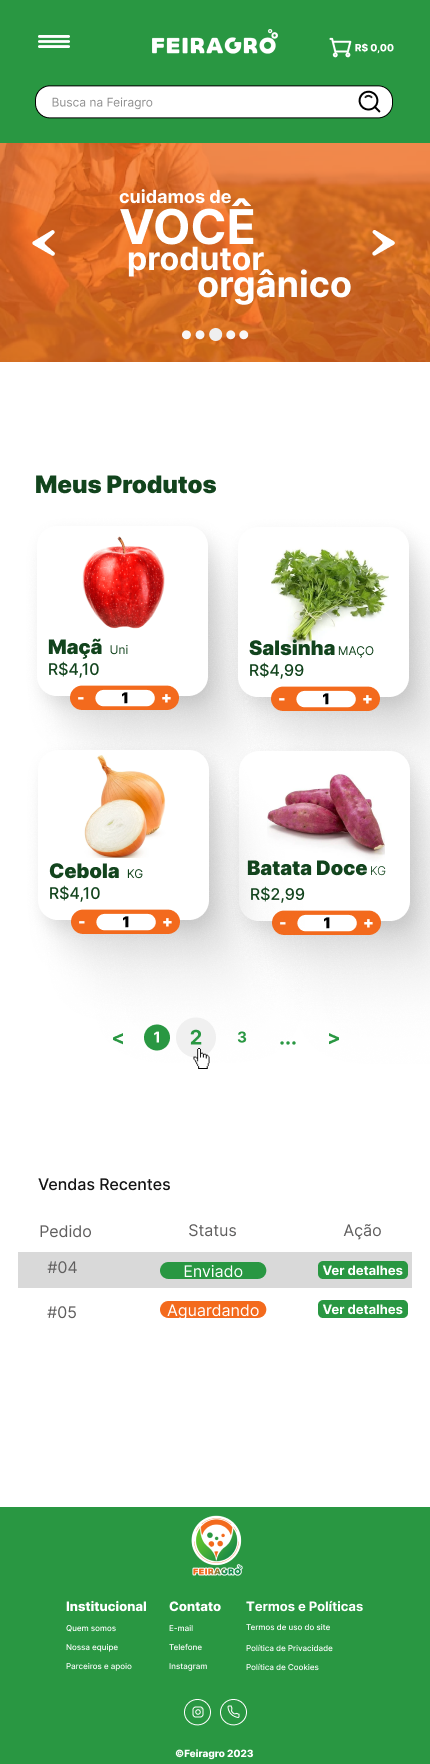 FEIRAGRO
R$ 0,00
Busca na Feiragro
cuidamos de
VOCÊ
produtor
orgânico
Meus Produtos
Maçã Uni
R$4,10
- 1 +
Salsinha MAÇO
R$4,99
- 1 +
Cebola KG
R$4,10
- 1 +
Batata Doce KG
R$2,99
- 1 +
< 1 2 3 ... >
Vendas Recentes
Pedido Status Ação
#04 Enviado Ver detalhes
#05 Aguardando Ver detalhes
FEIRAGRO
Institucional
Quem somos
Nossa equipe
Parceiros e apoio
Contato
E-mail
Telefone
Instagram
Termos e Políticas
Termos de uso do site
Política de Privacidade
Política de Cookies
©Feiragro 2023